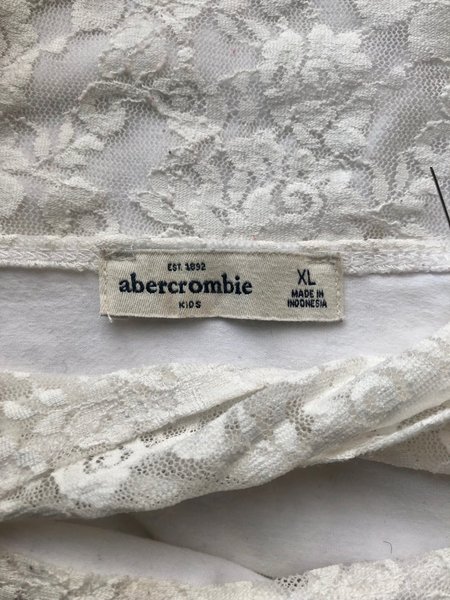 EST. 1892
abercrombie
KIDS
XL
MADE IN
INDONESIA